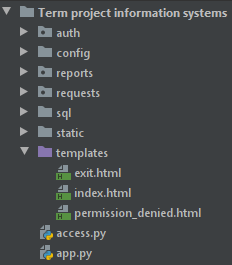 Term project information systems
auth
config
reports
requests
sql
static
templates
exit.html
index.html
permission_denied.html
access.py
app.py